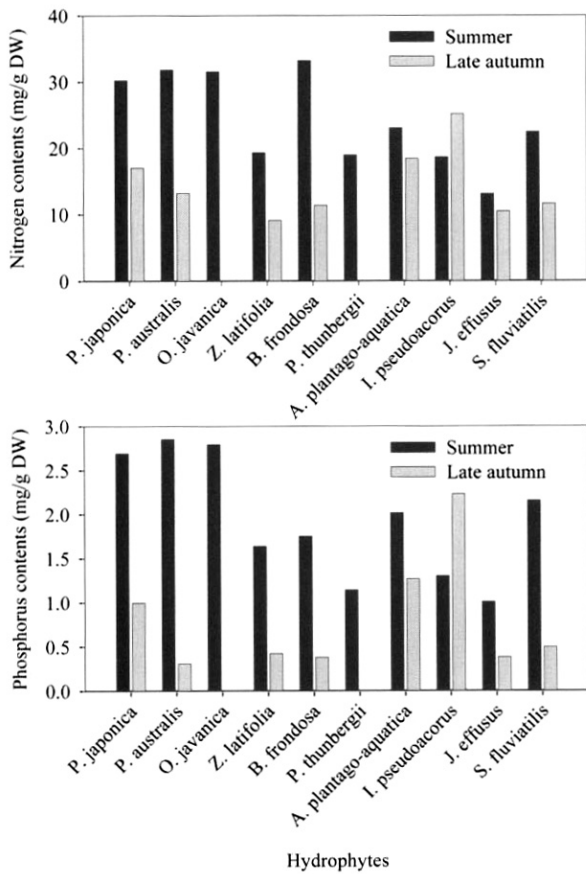 Nitrogen contents (mg/g DW)
40
30
20
10
0
Summer
Late autumn
P. japonica
P. australis
O. javanica
Z. latifolia
B. frondosa
P. thunbergii
A. plantago-aquatica
I. pseudoacorus
J. effusus
S. fluviatilis
Phosphorus contents (mg/g DW)
3.0
2.5
2.0
1.5
1.0
0.5
0.0
Summer
Late autumn
P. japonica
P. australis
O. javanica
Z. latifolia
B. frondosa
P. thunbergii
A. plantago-aquatica
I. pseudoacorus
J. effusus
S. fluviatilis
Hydrophytes